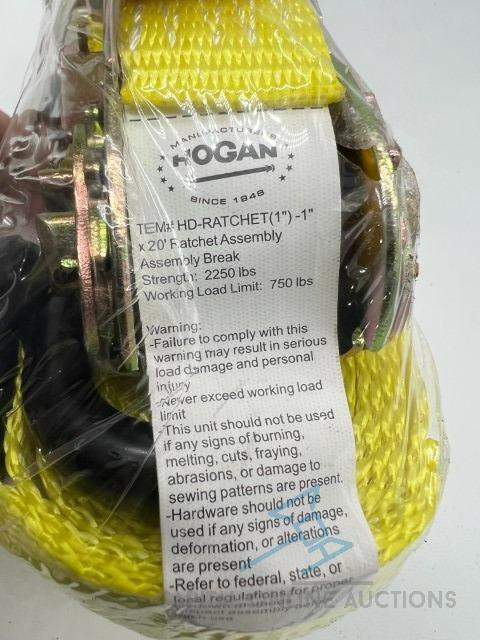 MANUFACTURED BY
HOGAN
SINCE 1948
TEM# HD-RATCHET(1") -1"
x 20' Ratchet Assembly
Assembly Break
Strength: 2250 lbs
Working Load Limit: 750 lbs
Warning:
-Failure to comply with this
warning may result in serious
load damage and personal
injury
-Never exceed working load
limit
-This unit should not be used
if any signs of burning,
melting, cuts, fraying,
abrasions, or damage to
sewing patterns are present.
-Hardware should not be
used if any signs of damage,
deformation, or alterations
are present
-Refer to federal, state, or
local regulations for proper
AUCTIONS